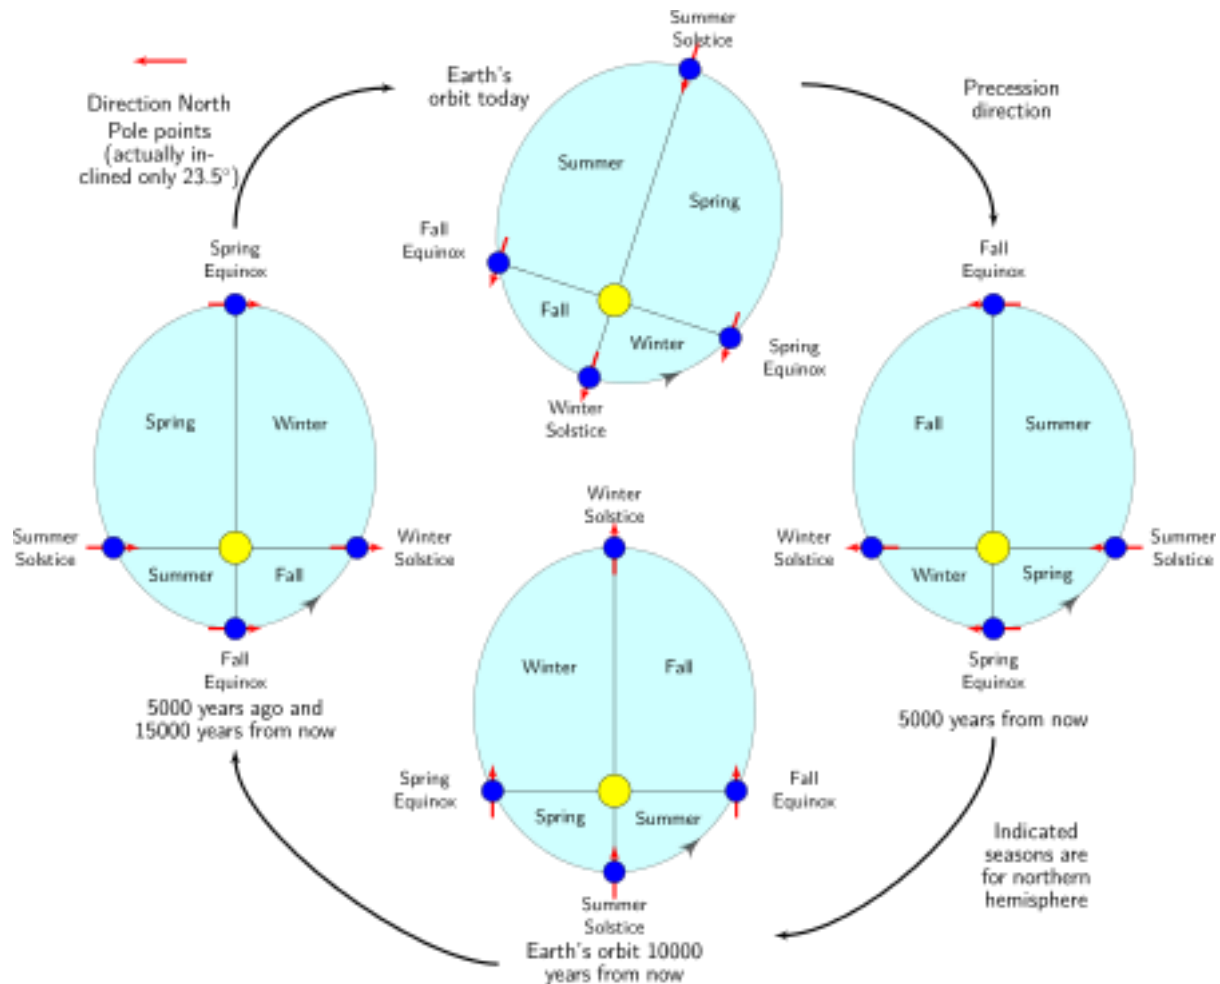 Summer
Solstice
Earth's
orbit today
Precession
direction
Direction North
Pole points
(actually in-
clined only 23.5°)
Summer
Spring
Fall
Equinox
Fall
Winter
Spring
Equinox
Winter
Solstice
Spring
Equinox
Spring
Winter
Summer
Solstice
Winter
Solstice
Summer
Fall
Fall
Equinox
5000 years ago and
15000 years from now
Fall
Equinox
Fall
Summer
Winter
Solstice
Summer
Solstice
Winter
Spring
Spring
Equinox
5000 years from now
Winter
Solstice
Winter
Fall
Spring
Equinox
Fall
Equinox
Spring
Summer
Summer
Solstice
Earth's orbit 10000
years from now
Indicated
seasons are
for northern
hemisphere